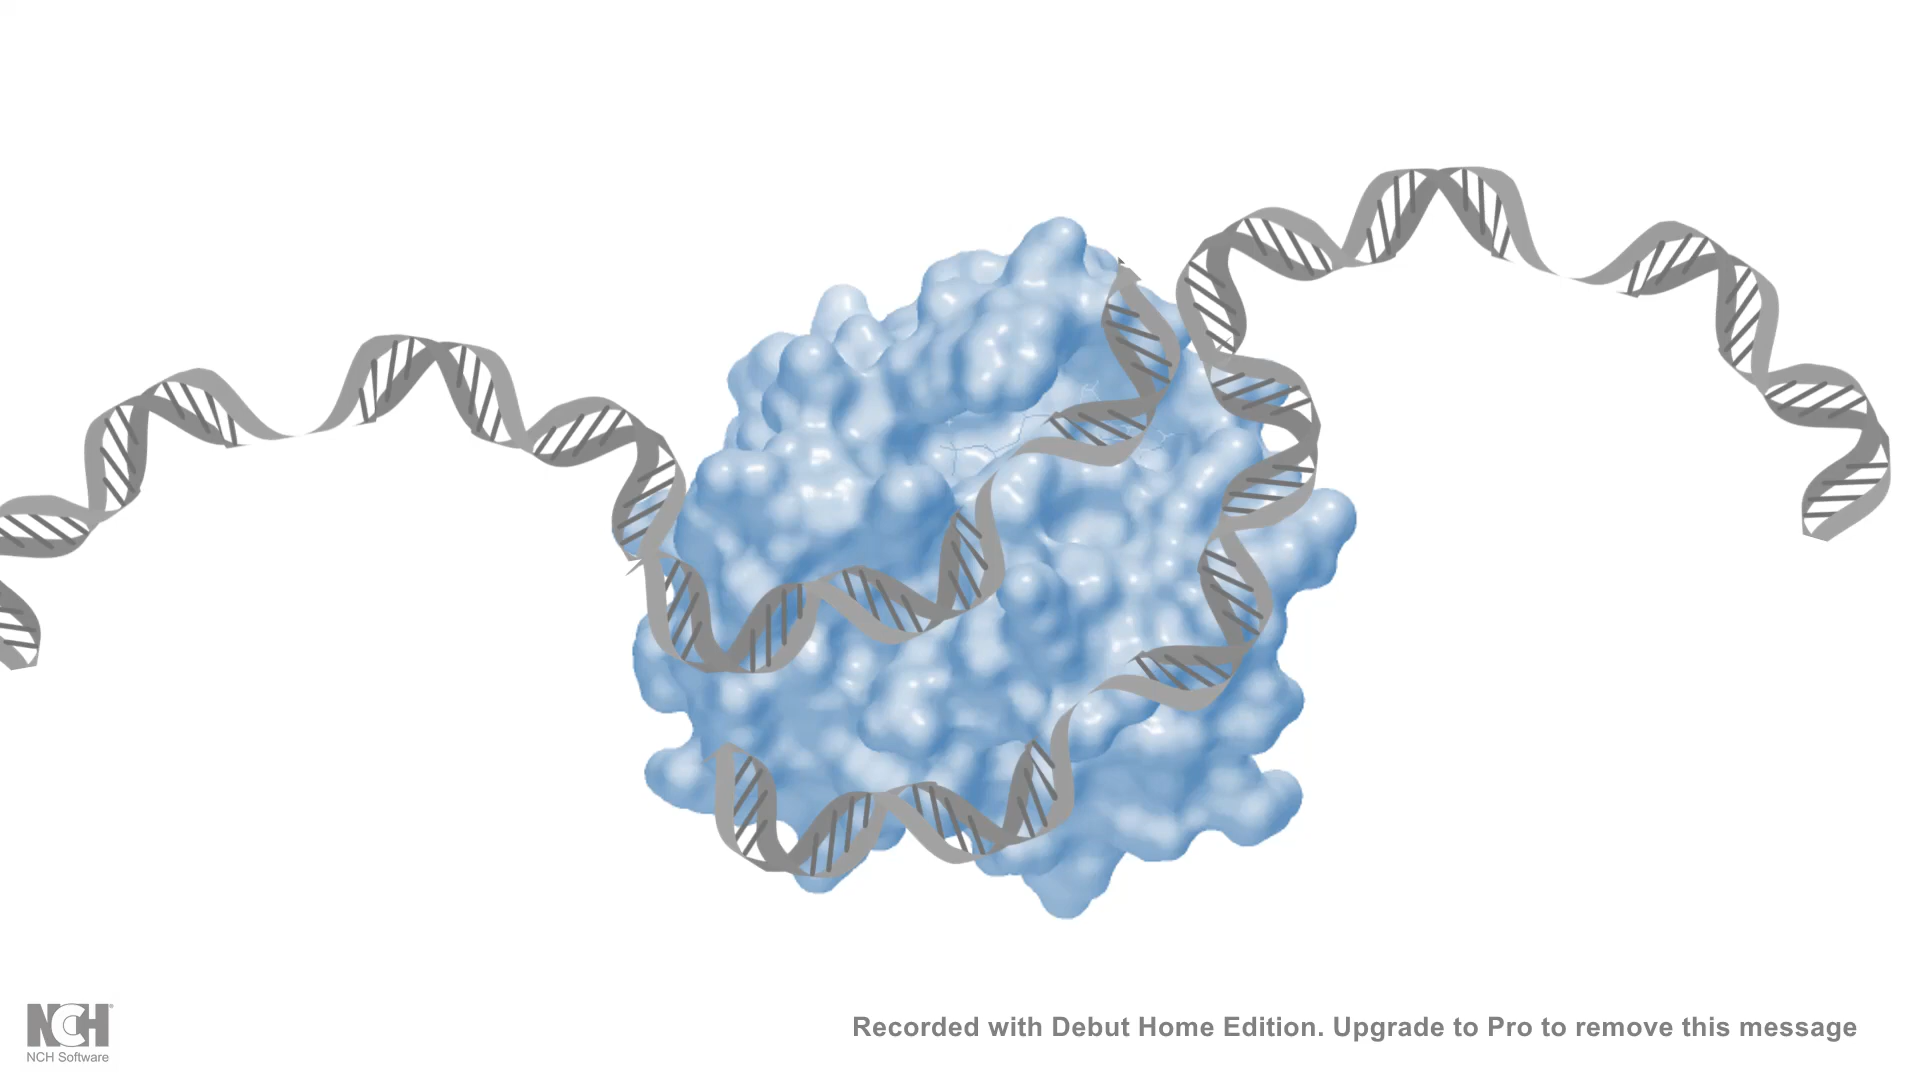 NCH
NCH Software
Recorded with Debut Home Edition. Upgrade to Pro to remove this message